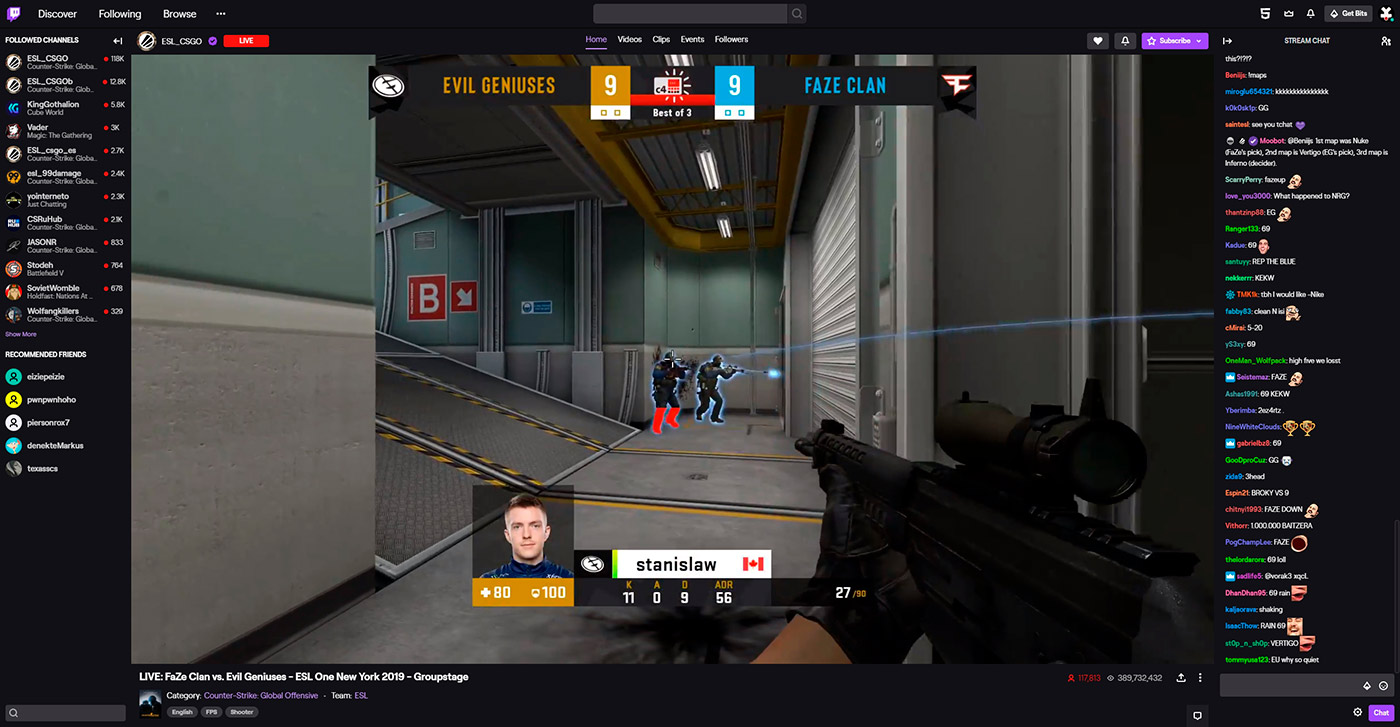 Discover Following Browse
Get Bits
FOLLOWED CHANNELS
ESL_CSGO 118K
Counter-Strike: Globa...
ESL_CSGOb 12.8K
Counter-Strike: Glob...
KingGothalion 5.8K
Cube World
Vader 3K
Magic: The Gathering
ESL_csgo_es 2.7K
Counter-Strike: Globa...
esl_99damage 2.4K
Counter-Strike: Globa...
yointerneto 2.3K
Just Chatting
CSRuHub 2.1K
Counter-Strike: Globa...
JASONR 833
Counter-Strike: Globa...
Stodeh 764
Battlefield V
SovietWomble 678
Holdfast: Nations At ...
Wolfangkillers 329
Counter-Strike: Globa...
Show More
RECOMMENDED FRIENDS
eiziepeizie
pwnpwnhoho
piersonrox7
denekteMarkus
texasscs
ESL_CSGO LIVE
Home Videos Clips Events Followers
Subscribe
EVIL GENIUSES 9 C4 9 FAZE CLAN
Best of 3
B
stanislaw
K A D ADR
80 100 11 0 9 56 27/90
LIVE: FaZe Clan vs. Evil Geniuses - ESL One New York 2019 - Groupstage
117,813 389,732,432
Category: Counter-Strike: Global Offensive · Team: ESL
English FPS Shooter
STREAM CHAT
this?!?!?
Beniijs: !maps
miroglu654321: kkkkkkkkkkkkkkk
k0k0sk1p: GG
saintesl: see you tchat
Moobot: @Beniijs 1st map was Nuke
(FaZe's pick), 2nd map is Vertigo (EG's pick), 3rd map is
Inferno (decider).
ScarryPerry: fazeup
love_you3000: What happened to NRG?
thantzinp88: EG
Ranger133: 69
Kadue: 69
santuyy: REP THE BLUE
nekkerrr: KEKW
TMK1k: tbh I would like -Nike
fabby83: clean N isi
cMirai: 5-20
yS3xy: 69
OneMan_Wolfpack: high five we losst
Seistemaz: FAZE
Ashas1991: 69 KEKW
Yberimba: 2ez4rtz .
NineWhiteClouds:
gabrielbz8: 69
GooDproCuz: GG
zida9: 3head
Espin21: BROKY VS 9
chitnyi1993: FAZE DOWN
Vithorr: 1.000.000 BAITZERA
PogChampLee: FAZE
thelordarora: 69 loll
sadlife5: @vorak3 xqcL
DhanDhan95: 69 rain
kaljaorava: shaking
IsaacThow: RAIN 69
st0p_n_sh0p: VERTIGO
tommyusa123: EU why so quiet
Chat